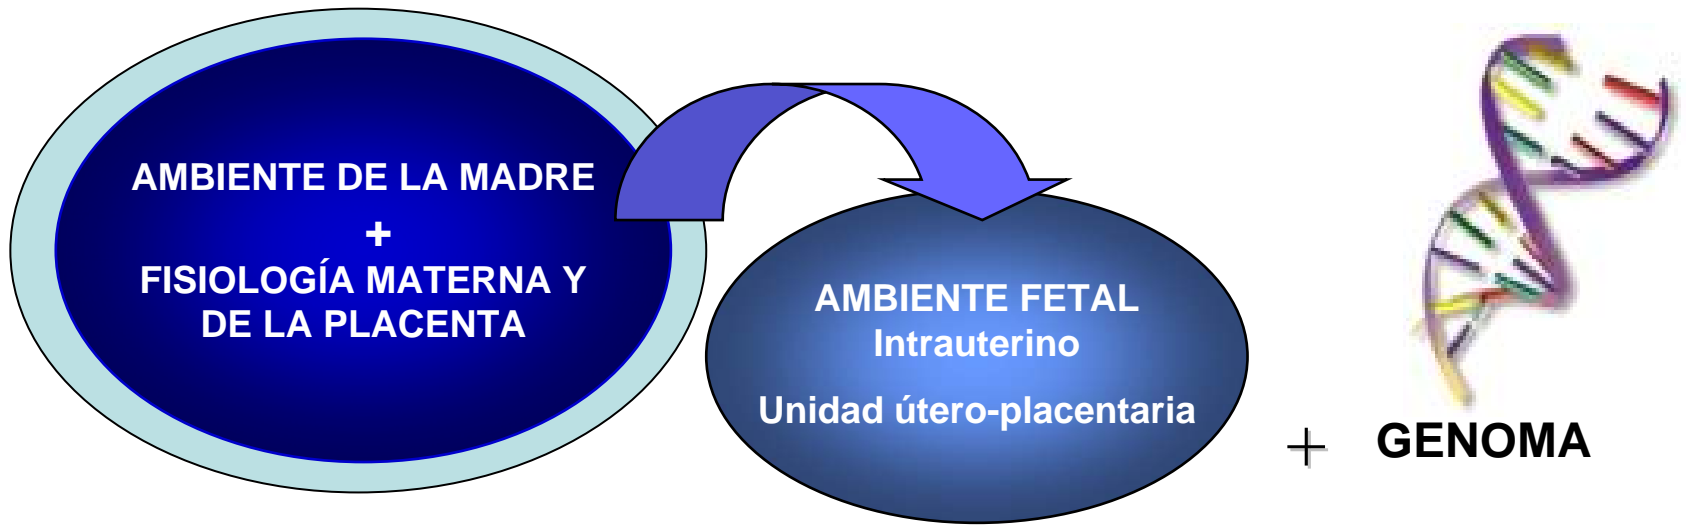 AMBIENTE DE LA MADRE
+
FISIOLOGÍA MATERNA Y
DE LA PLACENTA
AMBIENTE FETAL
Intrauterino
Unidad útero-placentaria
+ GENOMA